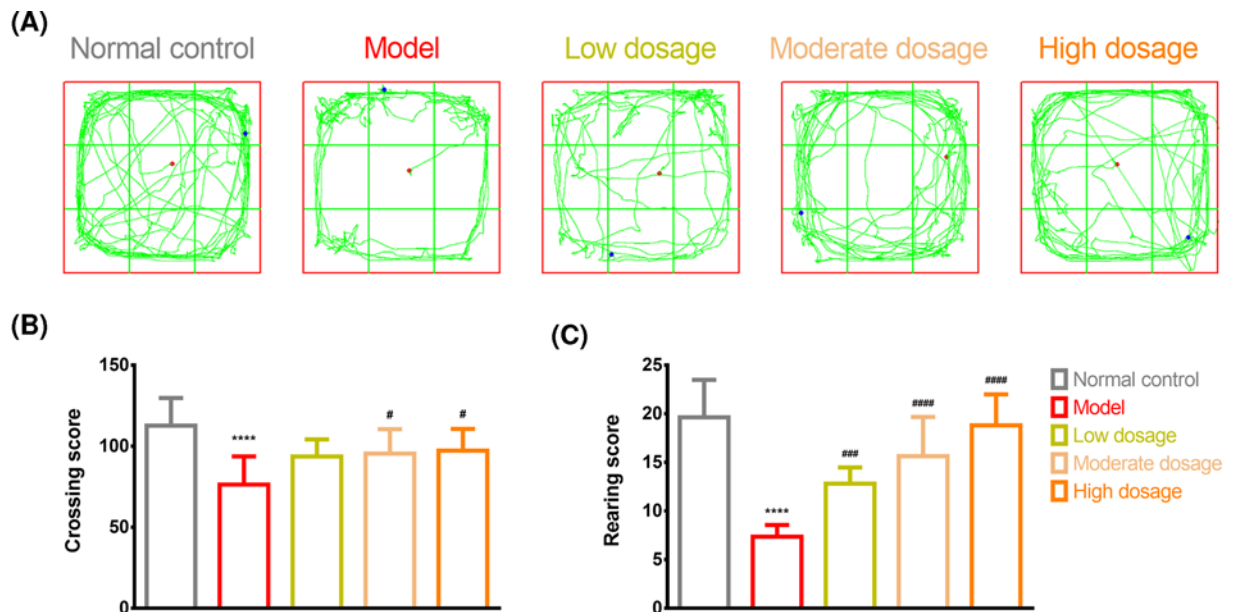 (A)
Normal control
Model
Low dosage
Moderate dosage
High dosage
(B)
Crossing score
150
100
50
0
****
#
#
(C)
Rearing score
25
20
15
10
5
0
****
###
####
####
Normal control
Model
Low dosage
Moderate dosage
High dosage